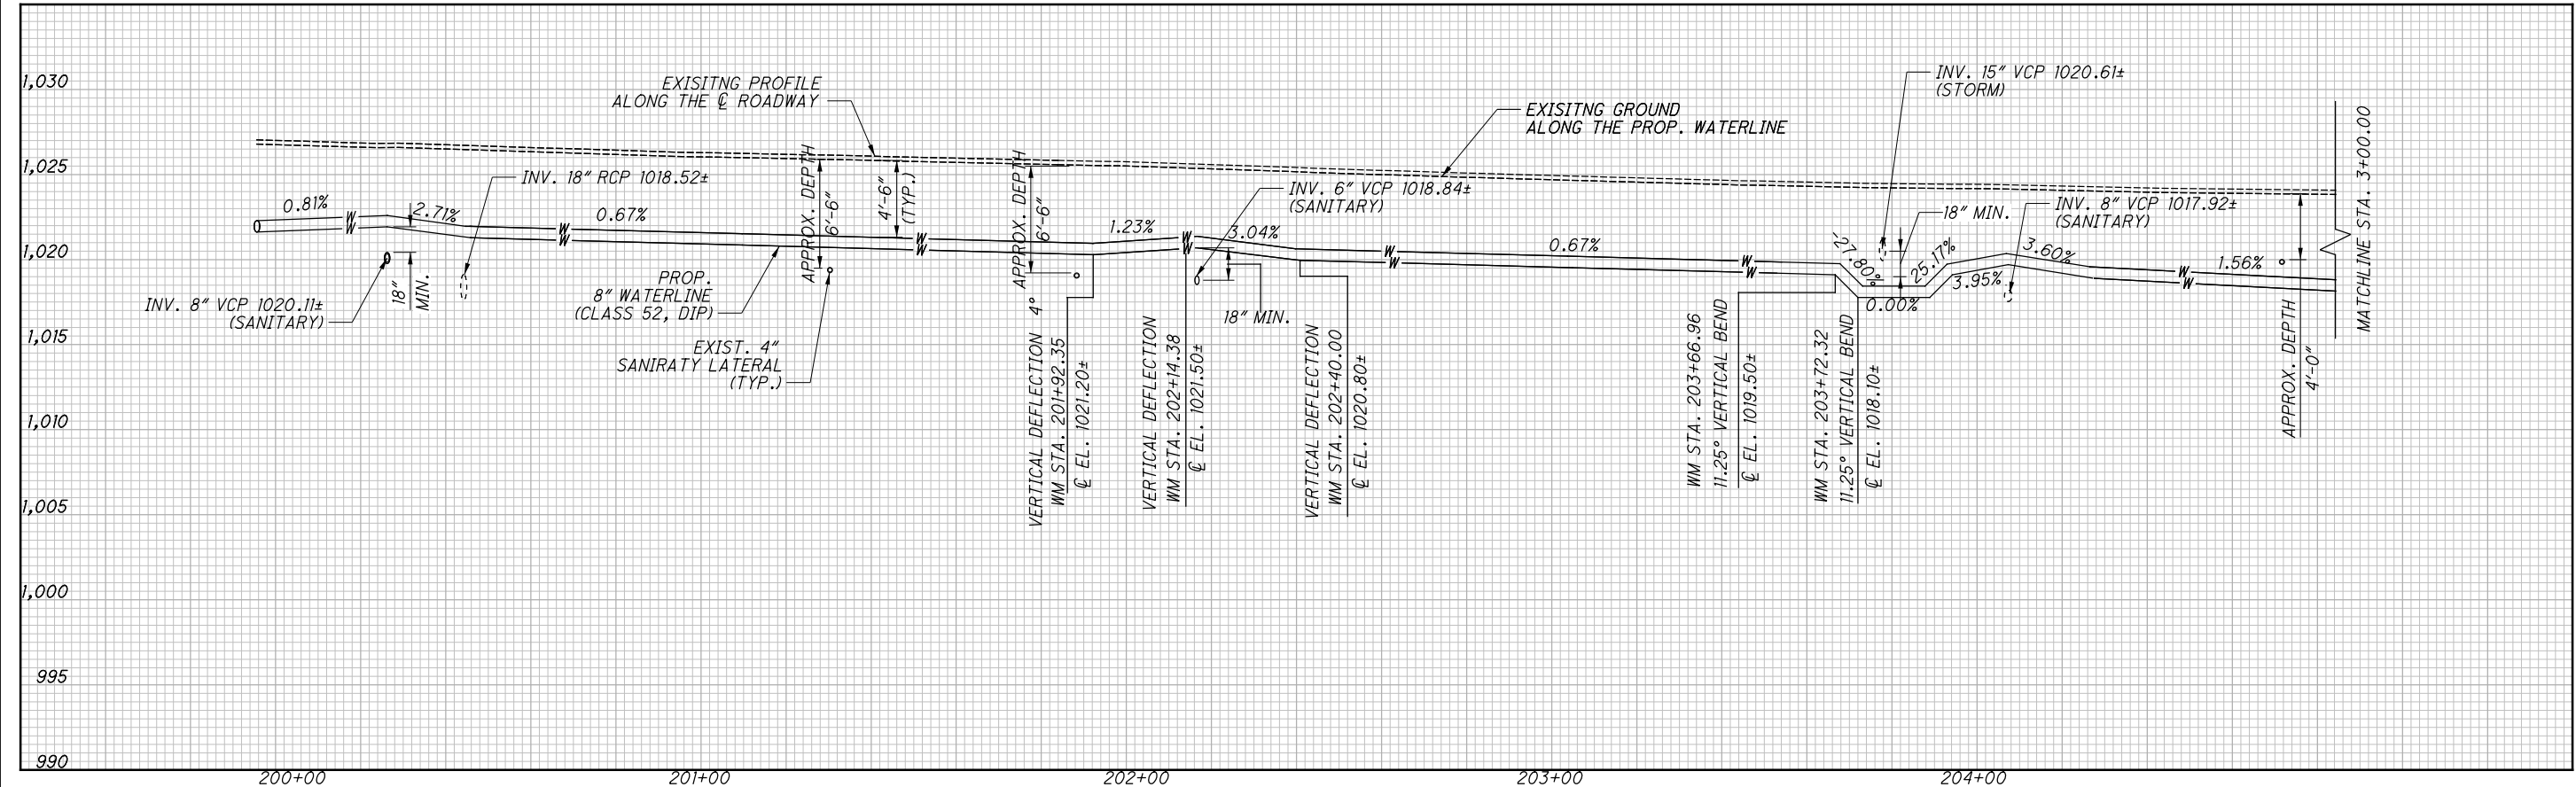 1,030
1,025
1,020
1,015
1,010
1,005
1,000
995
990
EXISITNG PROFILE
ALONG THE ℄ ROADWAY
EXISITNG GROUND
ALONG THE PROP. WATERLINE
INV. 15" VCP 1020.61±
(STORM)
INV. 18" RCP 1018.52±
INV. 6" VCP 1018.84±
(SANITARY)
INV. 8" VCP 1017.92±
(SANITARY)
18" MIN.
0.81%
W
W
2.71%
W
0.67%
W
APPROX. DEPTH
6'-6"
4'-6"
(TYP.)
W
W
APPROX. DEPTH
6'-6"
1.23%
W
W
3.04%
W
W
0.67%
W
W
-27.80%
25.17%
0.00%
3.95%
3.60%
W
W
1.56%
INV. 8" VCP 1020.11±
(SANITARY)
18"
MIN.
PROP.
8" WATERLINE
(CLASS 52, DIP)
EXIST. 4"
SANIRATY LATERAL
(TYP.)
VERTICAL DEFLECTION 4°
WM STA. 201+92.35
℄ EL. 1021.20±
VERTICAL DEFLECTION
WM STA. 202+14.38
℄ EL. 1021.50±
18" MIN.
VERTICAL DEFLECTION
WM STA. 202+40.00
℄ EL. 1020.80±
WM STA. 203+66.96
11.25° VERTICAL BEND
℄ EL. 1019.50±
WM STA. 203+72.32
11.25° VERTICAL BEND
℄ EL. 1018.10±
APPROX. DEPTH
4'-0"
MATCHLINE STA. 3+00.00
200+00
201+00
202+00
203+00
204+00